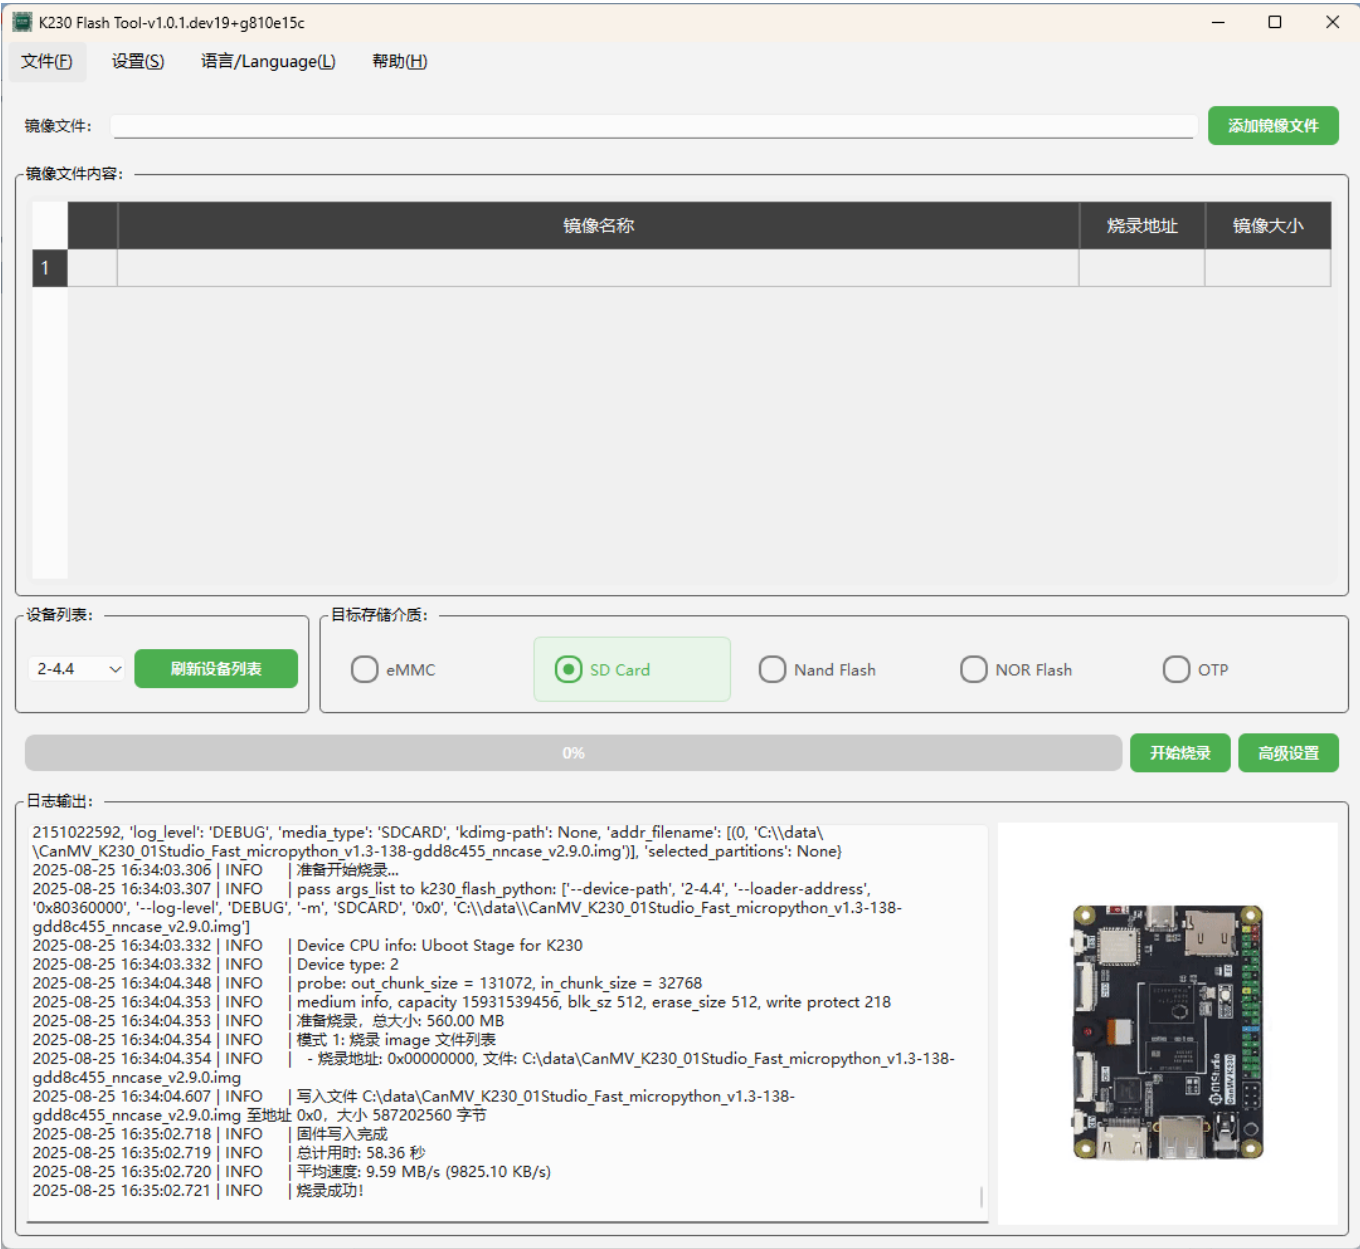 K230 Flash Tool-v1.0.1.dev19+g810e15c
文件(F) 设置(S) 语言/Language(L) 帮助(H)
镜像文件: 添加镜像文件
镜像文件内容:
镜像名称 烧录地址 镜像大小
1
设备列表: 目标存储介质:
2-4.4 刷新设备列表 eMMC SD Card Nand Flash NOR Flash OTP
0% 开始烧录 高级设置
日志输出:
2151022592, 'log_level': 'DEBUG', 'media_type': 'SDCARD', 'kdimg-path': None, 'addr_filename': [(0, 'C:\\data\
\CanMV_K230_01Studio_Fast_micropython_v1.3-138-gdd8c455_nncase_v2.9.0.img')], 'selected_partitions': None}
2025-08-25 16:34:03.306 | INFO | 准备开始烧录...
2025-08-25 16:34:03.307 | INFO | pass args_list to k230_flash_python: ['--device-path', '2-4.4', '--loader-address',
'0x80360000', '--log-level', 'DEBUG', '-m', 'SDCARD', '0x0', 'C:\\data\\CanMV_K230_01Studio_Fast_micropython_v1.3-138-
gdd8c455_nncase_v2.9.0.img']
2025-08-25 16:34:03.332 | INFO | Device CPU info: Uboot Stage for K230
2025-08-25 16:34:03.332 | INFO | Device type: 2
2025-08-25 16:34:04.348 | INFO | probe: out_chunk_size = 131072, in_chunk_size = 32768
2025-08-25 16:34:04.353 | INFO | medium info, capacity 15931539456, blk_sz 512, erase_size 512, write protect 218
2025-08-25 16:34:04.353 | INFO | 准备烧录，总大小: 560.00 MB
2025-08-25 16:34:04.354 | INFO | 模式 1: 烧录 image 文件列表
2025-08-25 16:34:04.354 | INFO | - 烧录地址: 0x00000000, 文件: C:\data\CanMV_K230_01Studio_Fast_micropython_v1.3-138-
gdd8c455_nncase_v2.9.0.img
2025-08-25 16:34:04.607 | INFO | 写入文件 C:\data\CanMV_K230_01Studio_Fast_micropython_v1.3-138-
gdd8c455_nncase_v2.9.0.img 至地址 0x0，大小 587202560 字节
2025-08-25 16:35:02.718 | INFO | 固件写入完成
2025-08-25 16:35:02.719 | INFO | 总计用时: 58.36 秒
2025-08-25 16:35:02.720 | INFO | 平均速度: 9.59 MB/s (9825.10 KB/s)
2025-08-25 16:35:02.721 | INFO | 烧录成功!
01Studio
CanMV K230